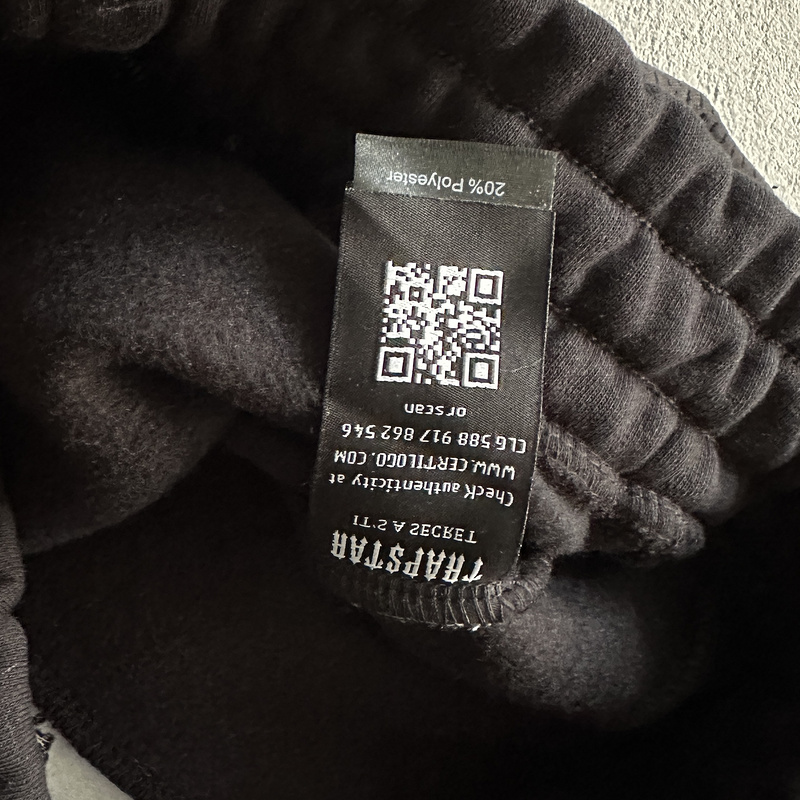 TRAPSTAR
IT'S A SECRET
Check authenticity at
WWW.CERTILOGO.COM
CLG 588 917 862 546
or scan
20% Polyester